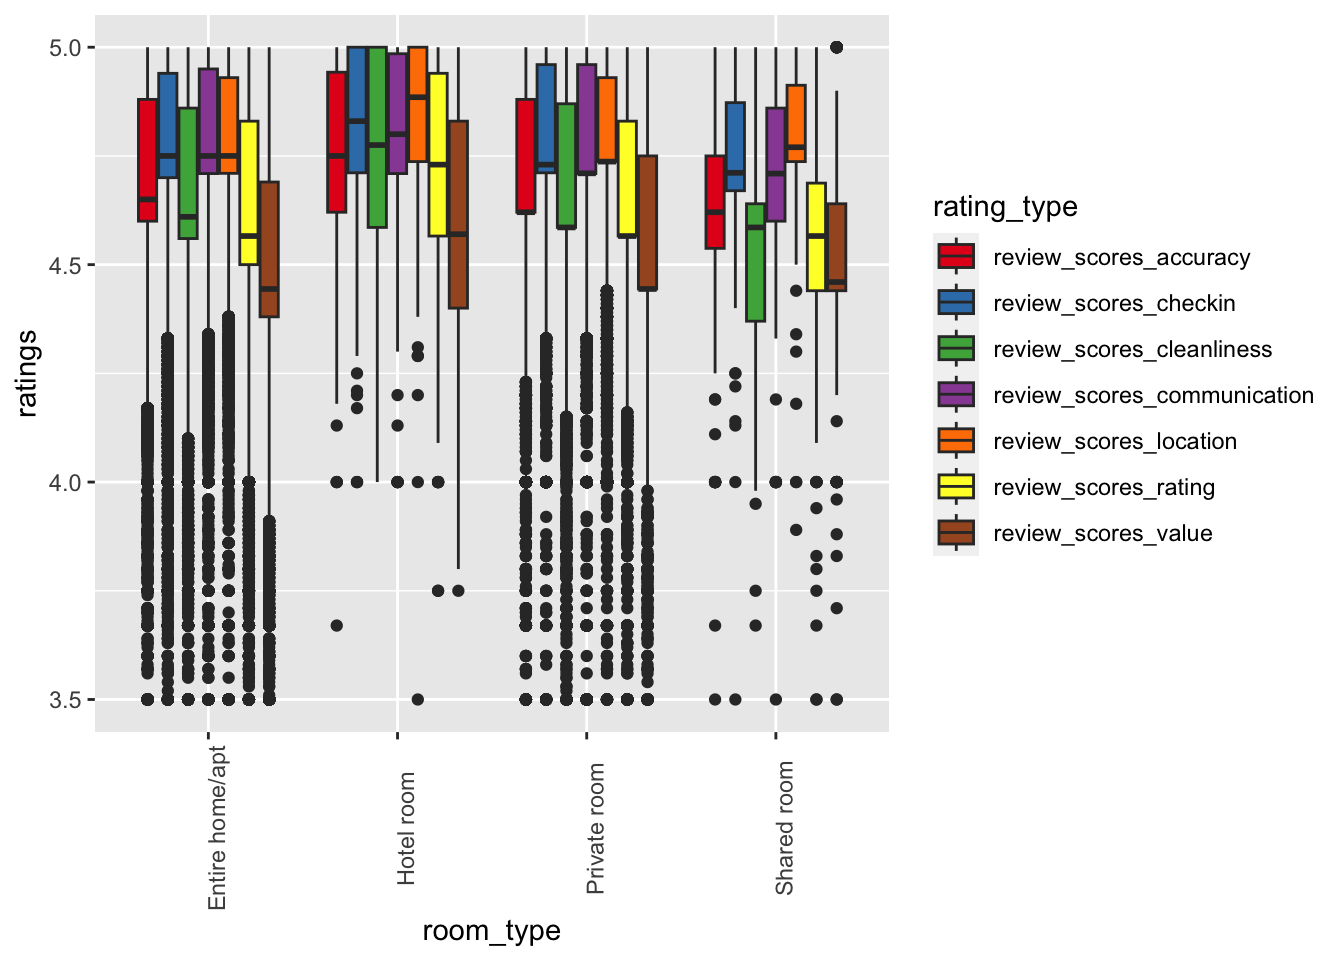 5.0
4.5
4.0
3.5
ratings
Entire home/apt
Hotel room
Private room
Shared room
room_type
rating_type
review_scores_accuracy
review_scores_checkin
review_scores_cleanliness
review_scores_communication
review_scores_location
review_scores_rating
review_scores_value